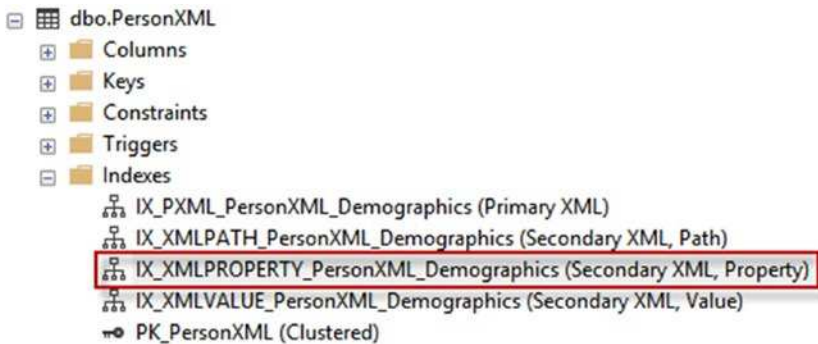 dbo.PersonXML
Columns
Keys
Constraints
Triggers
Indexes
IX_PXML_PersonXML_Demographics (Primary XML)
IX_XMLPATH_PersonXML_Demographics (Secondary XML, Path)
IX_XMLPROPERTY_PersonXML_Demographics (Secondary XML, Property)
IX_XMLVALUE_PersonXML_Demographics (Secondary XML, Value)
PK_PersonXML (Clustered)